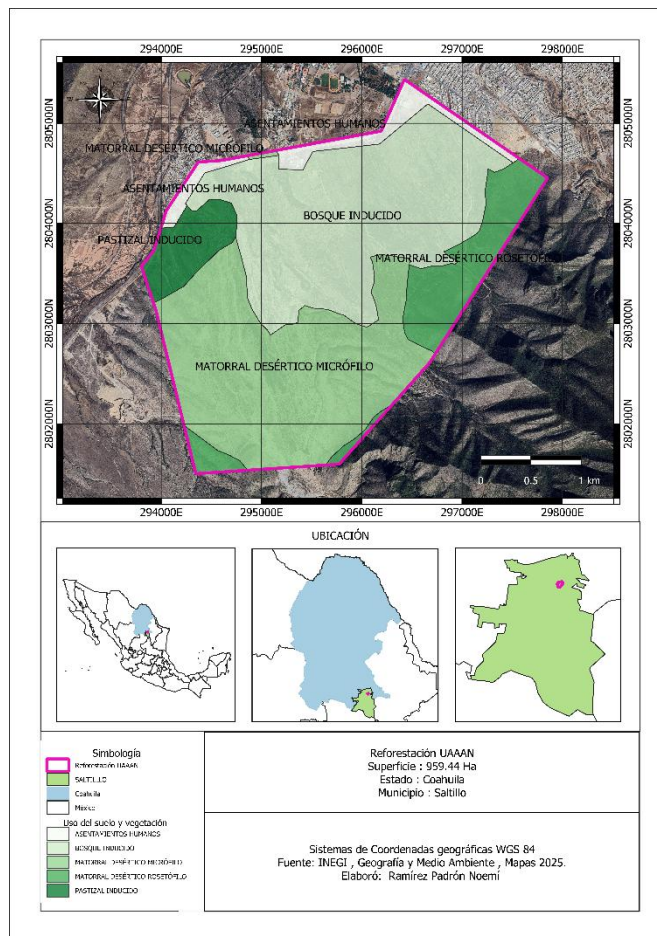 294000E 295000E 296000E 297000E 298000E
2805000N 2805000N
ASENTAMIENTOS HUMANOS
MATORRAL DESÉRTICO MICRÓFILO
ASENTAMIENTOS HUMANOS
2804000N 2804000N
BOSQUE INDUCIDO
PASTIZAL INDUCIDO
MATORRAL DESÉRTICO ROSETÓFILO
2803000N 2803000N
MATORRAL DESÉRTICO MICRÓFILO
2802000N 2802000N
0 0.5 1 km
294000E 295000E 296000E 297000E 298000E
UBICACIÓN
Simbología
Reforestación UAAAN
SALTILLO
Coahuila
México
Uso del suelo y vegetación
ASENTAMIENTOS HUMANOS
BOSQUE INDUCIDO
MATORRAL DESÉRTICO MICRÓFILO
MATORRAL DESÉRTICO ROSETÓFILO
PASTIZAL INDUCIDO
Reforestación UAAAN
Superficie : 959.44 Ha
Estado : Coahuila
Municipio : Saltillo
Sistemas de Coordenadas geográficas WGS 84
Fuente: INEGI , Geografía y Medio Ambiente , Mapas 2025.
Elaboró: Ramírez Padrón Noemí